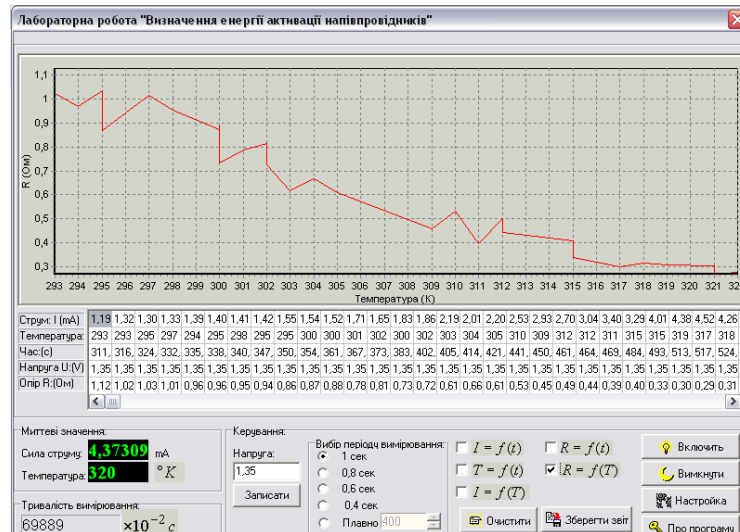 Лабораторна робота "Визначення енергії активації напівпровідників"
1,1
1
0,9
0,8
0,7
0,6
0,5
0,4
0,3
R (Ом)
293 294 295 296 297 298 299 300 301 302 303 304 305 306 307 308 309 310 311 312 313 314 315 316 317 318 319 320 321 32
Температура (К)
Струм: I (mA) 1,19 1,32 1,30 1,33 1,39 1,40 1,41 1,42 1,55 1,54 1,52 1,71 1,65 1,83 1,86 2,19 2,01 2,20 2,53 2,93 2,70 3,04 3,40 3,29 4,01 4,38 4,52 4,26
Температура: 293 293 295 297 294 295 298 295 295 300 300 301 302 300 302 303 304 305 310 309 312 312 311 315 315 319 317 318
Час:(с) 311, 316, 324, 332, 335, 338, 340, 347, 350, 354, 361, 367, 373, 383, 402, 405, 414, 421, 441, 450, 461, 464, 469, 484, 493, 513, 517, 524,
Напруга U:(V) 1,35 1,35 1,35 1,35 1,35 1,35 1,35 1,35 1,35 1,35 1,35 1,35 1,35 1,35 1,35 1,35 1,35 1,35 1,35 1,35 1,35 1,35 1,35 1,35 1,35 1,35 1,35 1,35
Опір R:(Ом) 1,12 1,02 1,03 1,01 0,96 0,96 0,95 0,94 0,86 0,87 0,88 0,78 0,81 0,73 0,72 0,61 0,66 0,61 0,53 0,45 0,49 0,44 0,39 0,40 0,33 0,30 0,29 0,31
Миттєві значення:
Сила струму: 4,37309 mA
Температура: 320 °K
Тривалість вимірювання:
69889 ×10⁻² c
Керування:
Напруга:
1,35
Записати
Вибір періоду вимірювання:
1 сек
0,8 сек
0,6 сек
0,4 сек
Плавно 400
I = f(t) R = f(t)
T = f(t) R = f(T)
I = f(T)
Очистити Зберегти звіт
Включить
Вимкнути
Настройка
Про програму